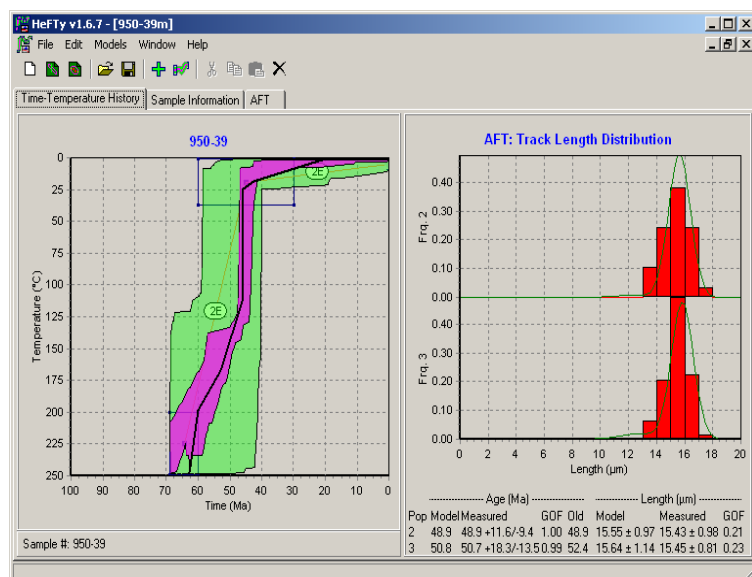 HeFTy v1.6.7 - [950-39m]
File Edit Models Window Help
Time-Temperature History Sample Information AFT
950-39
0
25
50
75
100
125
150
175
200
225
250
Temperature (°C)
2E
2E
100 90 80 70 60 50 40 30 20 10 0
Time (Ma)
Sample #: 950-39
AFT: Track Length Distribution
0.40
0.30
0.20
0.10
0.00
Frq. 2
0.40
0.30
0.20
0.10
0.00
Frq. 3
0 2 4 6 8 10 12 14 16 18 20
Length (µm)
---------- Age (Ma) ---------- ---------- Length (µm) ----------
Pop Model Measured GOF Old Model Measured GOF
2 48.9 48.9 +11.6/-9.4 1.00 48.9 15.55 ± 0.97 15.43 ± 0.98 0.21
3 50.8 50.7 +18.3/-13.5 0.99 52.4 15.64 ± 1.14 15.45 ± 0.81 0.23